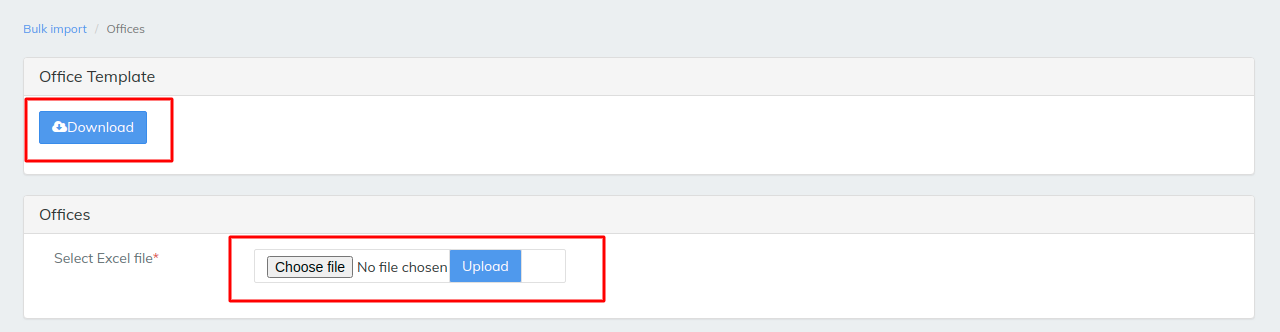 Bulk import / Offices
Office Template
Download
Offices
Select Excel file* Choose file No file chosen Upload